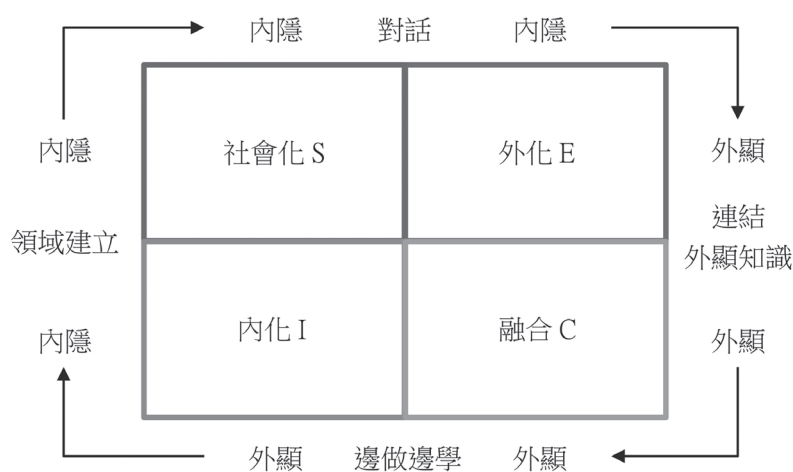 內隱 對話 內隱
內隱 社會化 S 外化 E 外顯
領域建立 連結
外顯知識
內隱 內化 I 融合 C 外顯
外顯 邊做邊學 外顯